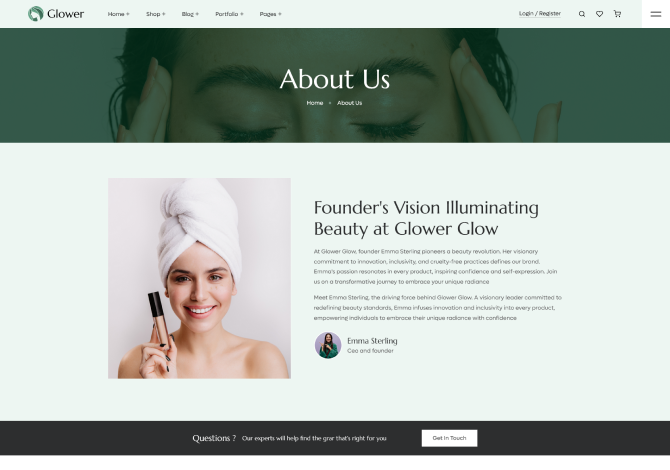 Glower
Home +
Shop +
Blog +
Portfolio +
Pages +
Login / Register
About Us
Home • About Us
Founder's Vision Illuminating
Beauty at Glower Glow
At Glower Glow, founder Emma Sterling pioneers a beauty revolution. Her visionary
commitment to innovation, inclusivity, and cruelty-free practices defines our brand.
Emma's passion resonates in every product, inspiring confidence and self-expression. Join
us on a transformative journey to embrace your unique radiance
Meet Emma Sterling, the driving force behind Glower Glow. A visionary leader committed to
redefining beauty standards, Emma infuses innovation and inclusivity into every product,
empowering individuals to embrace their unique radiance with confidence
Emma Sterling
Ceo and founder
Questions ? Our experts will help find the grar that's right for you
Get In Touch